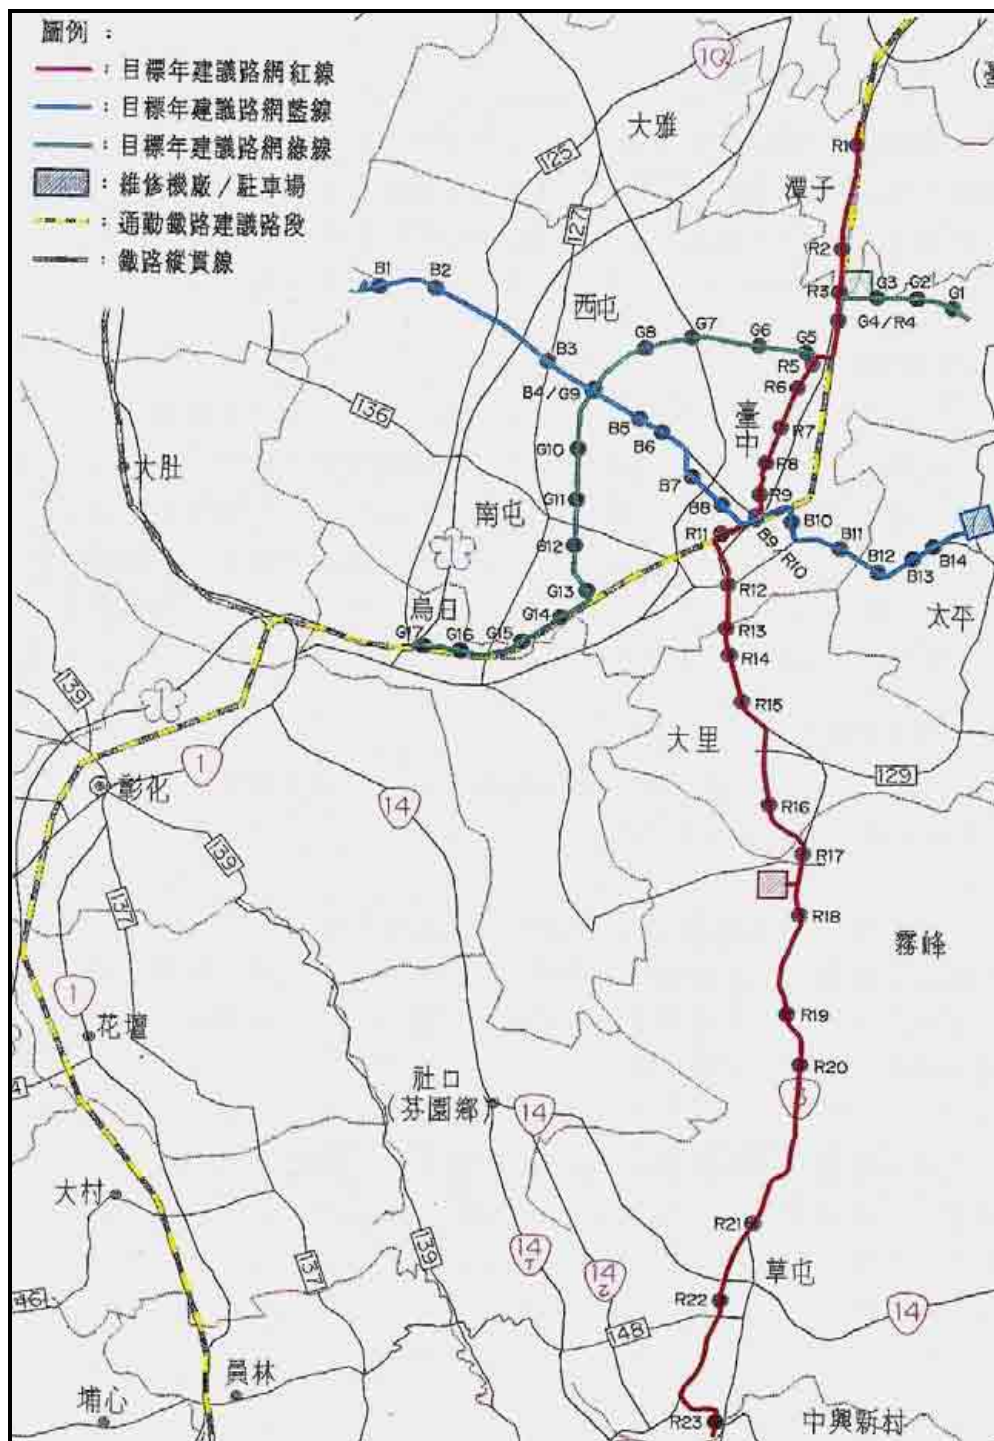 圖例：
：目標年建議路網紅線
：目標年建議路網藍線
：目標年建議路網綠線
：維修機廠/駐車場
：通勤鐵路建議路段
：鐵路縱貫線
10
大雅
125
127
R1
潭子
R2
B1
B2
西屯
R3
G3
G2
G1
G4/R4
G8
G7
G6
G5
B3
R5
B4/G9
R6
136
B5
臺中
R7
B6
G10
R8
大肚
B7
R9
G11
B8
南屯
R11
B9/R10
B10
B11
B12
B12
B13
B14
G13
R12
烏日
G14
太平
G17
G16
G15
R13
R14
139
1
1
R15
大里
129
彰化
14
R16
139
R17
137
R18
霧峰
1
花壇
R19
R20
社口
(芬園鄉)
14
3
大村
R21
14
139
137
草屯
14
R22
14
46
148
員林
埔心
R23
中興新村